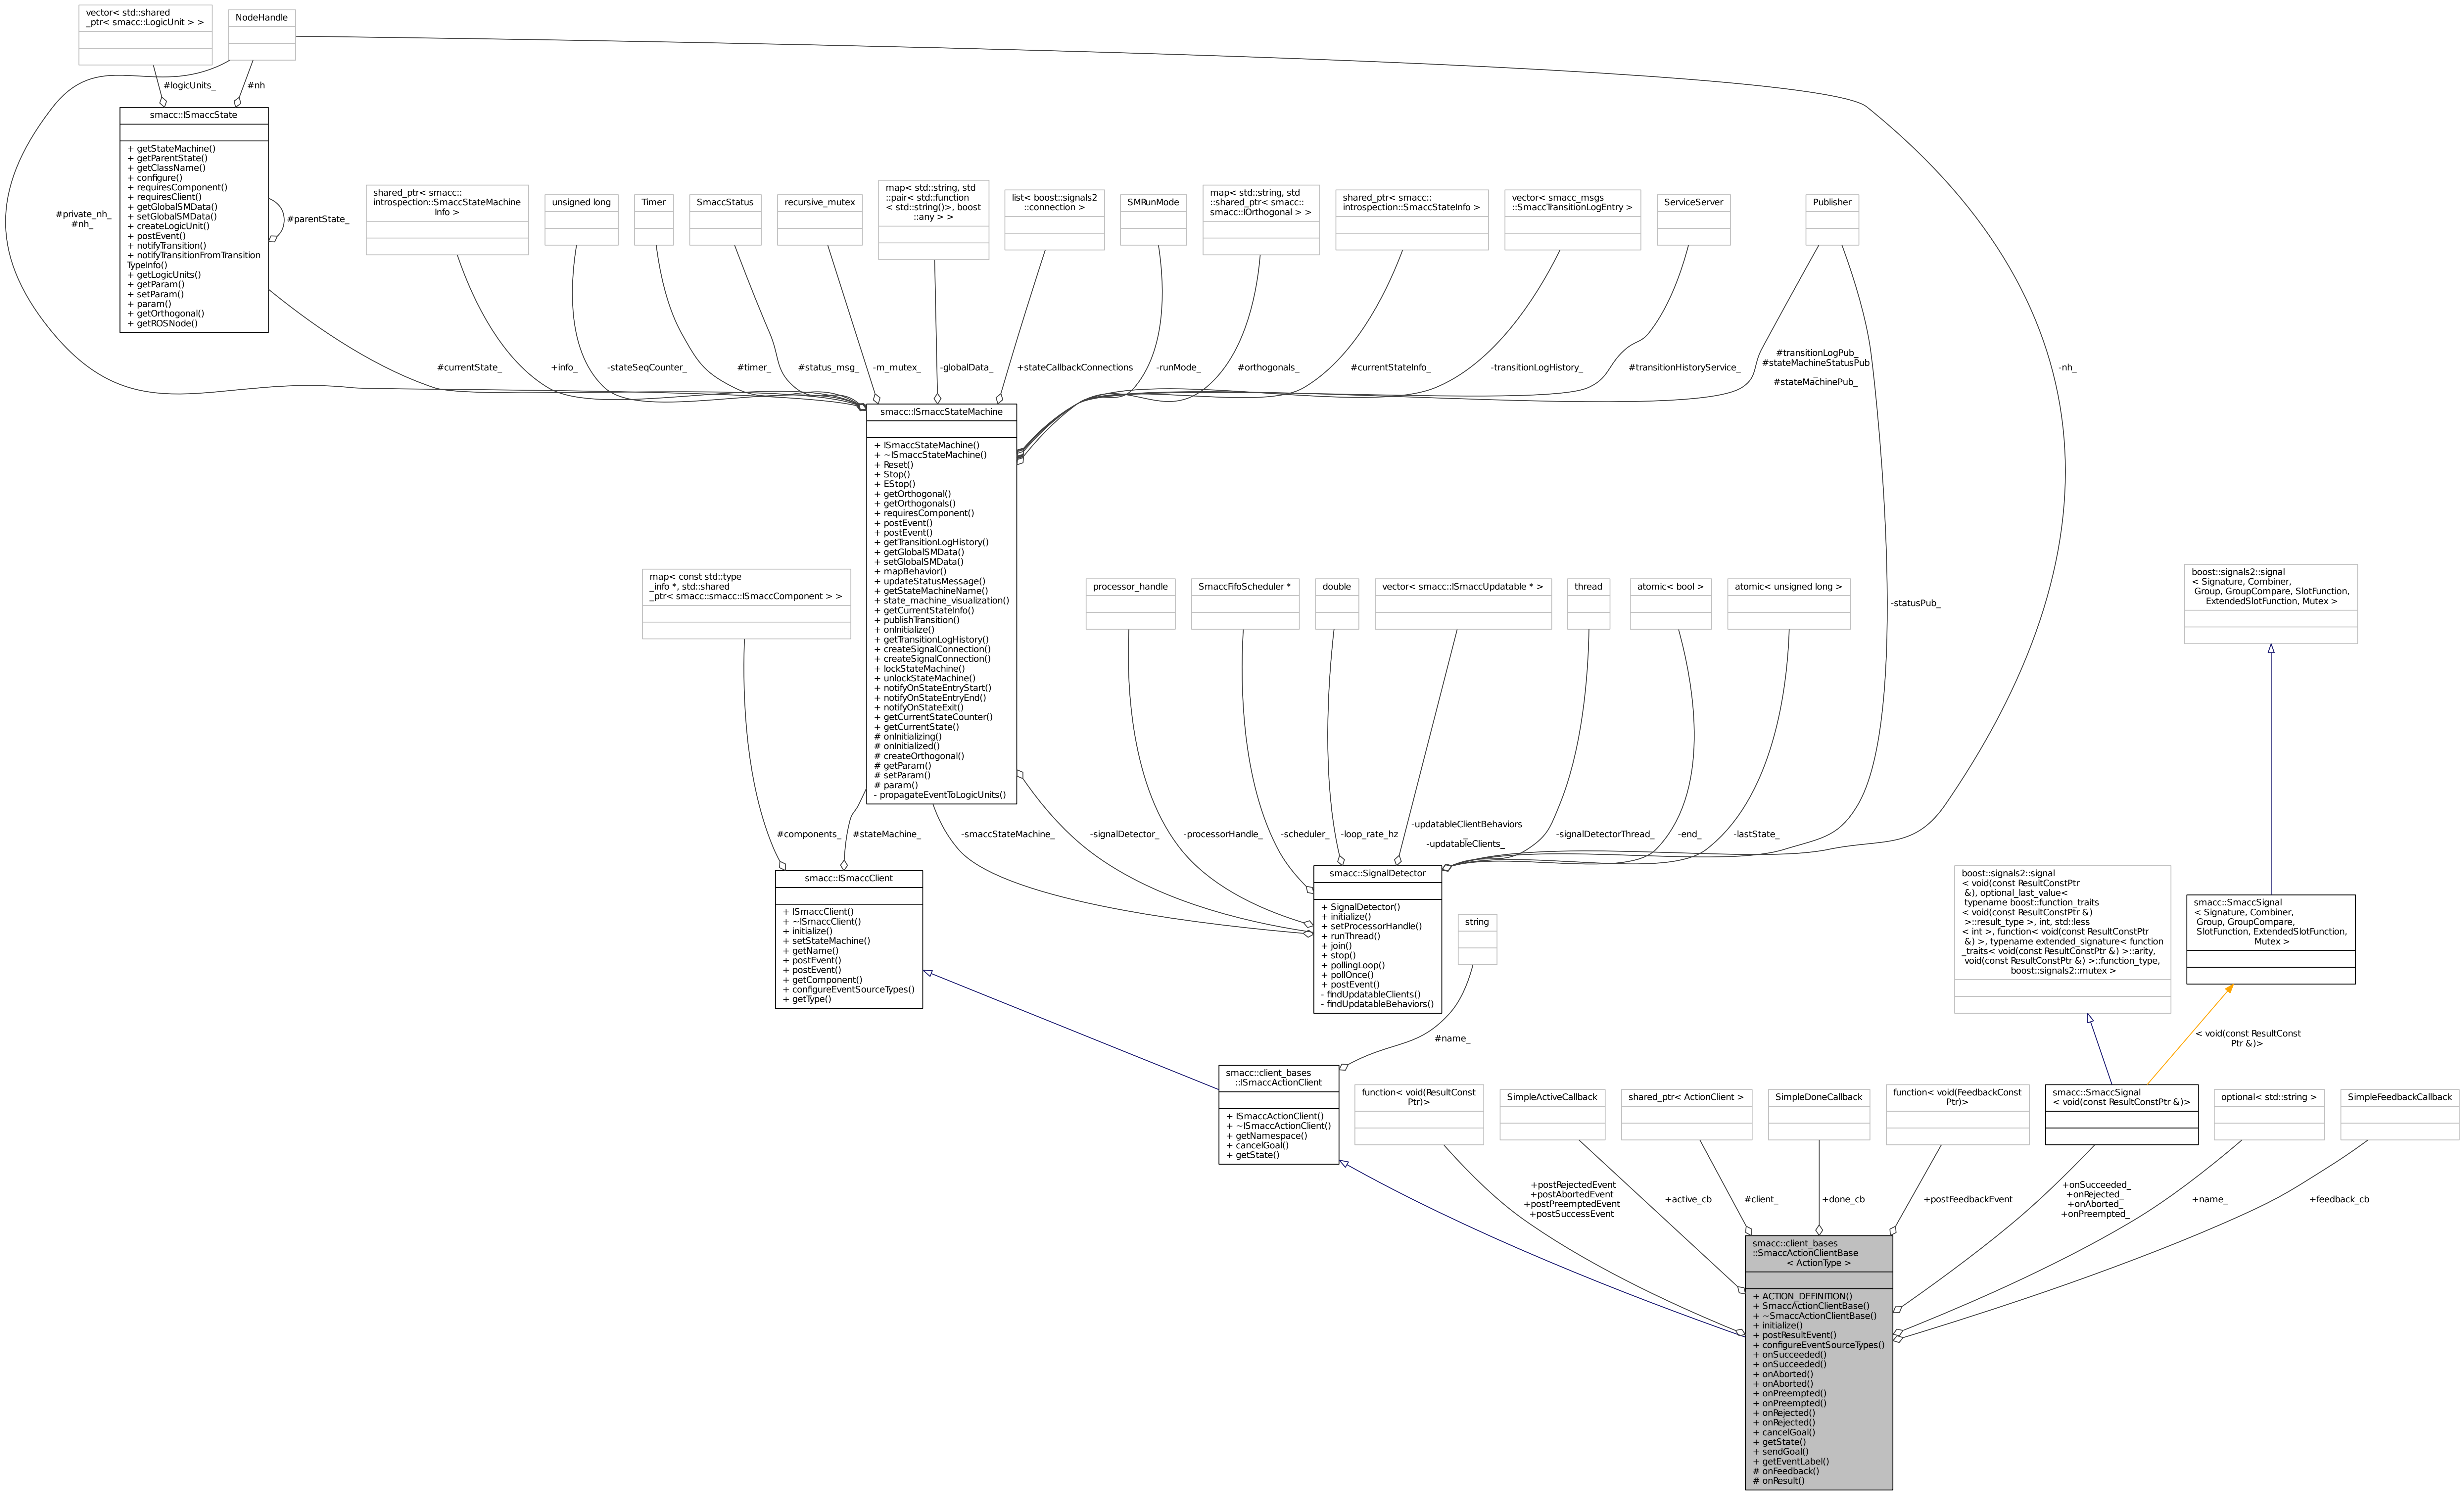 vector< std::shared
_ptr< smacc::LogicUnit > >
NodeHandle
#logicUnits_
#nh
smacc::ISmaccState
+ getStateMachine()
+ getParentState()
+ getClassName()
+ configure()
+ requiresComponent()
+ requiresClient()
+ getGlobalSMData()
+ setGlobalSMData()
+ createLogicUnit()
+ postEvent()
+ notifyTransition()
+ notifyTransitionFromTransition
TypeInfo()
+ getLogicUnits()
+ getParam()
+ setParam()
+ param()
+ getOrthogonal()
+ getROSNode()
#private_nh_
#nh_
#parentState_
shared_ptr< smacc::
introspection::SmaccStateMachine
Info >
unsigned long
Timer
SmaccStatus
recursive_mutex
map< std::string, std
::pair< std::function
< std::string()>, boost
::any > >
list< boost::signals2
::connection >
SMRunMode
map< std::string, std
::shared_ptr< smacc::
smacc::IOrthogonal > >
shared_ptr< smacc::
introspection::SmaccStateInfo >
vector< smacc_msgs
::SmaccTransitionLogEntry >
ServiceServer
Publisher
#currentState_
+info_
-stateSeqCounter_
#timer_
#status_msg_
-m_mutex_
-globalData_
+stateCallbackConnections
-runMode_
#orthogonals_
#currentStateInfo_
-transitionLogHistory_
#transitionHistoryService_
#transitionLogPub_
#stateMachineStatusPub
_
#stateMachinePub_
-nh_
smacc::ISmaccStateMachine
+ ISmaccStateMachine()
+ ~ISmaccStateMachine()
+ Reset()
+ Stop()
+ EStop()
+ getOrthogonal()
+ getOrthogonals()
+ requiresComponent()
+ postEvent()
+ postEvent()
+ getTransitionLogHistory()
+ getGlobalSMData()
+ setGlobalSMData()
+ mapBehavior()
+ updateStatusMessage()
+ getStateMachineName()
+ state_machine_visualization()
+ getCurrentStateInfo()
+ publishTransition()
+ onInitialize()
+ getTransitionLogHistory()
+ createSignalConnection()
+ createSignalConnection()
+ lockStateMachine()
+ unlockStateMachine()
+ notifyOnStateEntryStart()
+ notifyOnStateEntryEnd()
+ notifyOnStateExit()
+ getCurrentStateCounter()
+ getCurrentState()
# onInitializing()
# onInitialized()
# createOrthogonal()
# getParam()
# setParam()
# param()
- propagateEventToLogicUnits()
map< const std::type
_info *, std::shared
_ptr< smacc::smacc::ISmaccComponent > >
processor_handle
SmaccFifoScheduler *
double
vector< smacc::ISmaccUpdatable * >
thread
atomic< bool >
atomic< unsigned long >
-statusPub_
boost::signals2::signal
< Signature, Combiner,
Group, GroupCompare, SlotFunction,
ExtendedSlotFunction, Mutex >
#components_
#stateMachine_
-smaccStateMachine_
-signalDetector_
-processorHandle_
-scheduler_
-loop_rate_hz
-updatableClientBehaviors
_
-updatableClients_
-signalDetectorThread_
-end_
-lastState_
smacc::ISmaccClient
+ ISmaccClient()
+ ~ISmaccClient()
+ initialize()
+ setStateMachine()
+ getName()
+ postEvent()
+ postEvent()
+ getComponent()
+ configureEventSourceTypes()
+ getType()
smacc::SignalDetector
+ SignalDetector()
+ initialize()
+ setProcessorHandle()
+ runThread()
+ join()
+ stop()
+ pollingLoop()
+ pollOnce()
+ postEvent()
- findUpdatableClients()
- findUpdatableBehaviors()
string
boost::signals2::signal
< void(const ResultConstPtr
&), optional_last_value<
typename boost::function_traits
< void(const ResultConstPtr &)
>::result_type >, int, std::less
< int >, function< void(const ResultConstPtr
&) >, typename extended_signature< function
_traits< void(const ResultConstPtr &) >::arity,
void(const ResultConstPtr &) >::function_type,
boost::signals2::mutex >
smacc::SmaccSignal
< Signature, Combiner,
Group, GroupCompare,
SlotFunction, ExtendedSlotFunction,
Mutex >
#name_
< void(const ResultConst
Ptr &)>
smacc::client_bases
::ISmaccActionClient
+ ISmaccActionClient()
+ ~ISmaccActionClient()
+ getNamespace()
+ cancelGoal()
+ getState()
function< void(ResultConst
Ptr)>
SimpleActiveCallback
shared_ptr< ActionClient >
SimpleDoneCallback
function< void(FeedbackConst
Ptr)>
smacc::SmaccSignal
< void(const ResultConstPtr &)>
optional< std::string >
SimpleFeedbackCallback
+postRejectedEvent
+postAbortedEvent
+postPreemptedEvent
+postSuccessEvent
+active_cb
#client_
+done_cb
+postFeedbackEvent
+onSucceeded_
+onRejected_
+onAborted_
+onPreempted_
+name_
+feedback_cb
smacc::client_bases
::SmaccActionClientBase
< ActionType >
+ ACTION_DEFINITION()
+ SmaccActionClientBase()
+ ~SmaccActionClientBase()
+ initialize()
+ postResultEvent()
+ configureEventSourceTypes()
+ onSucceeded()
+ onSucceeded()
+ onAborted()
+ onAborted()
+ onPreempted()
+ onPreempted()
+ onRejected()
+ onRejected()
+ cancelGoal()
+ getState()
+ sendGoal()
+ getEventLabel()
# onFeedback()
# onResult()